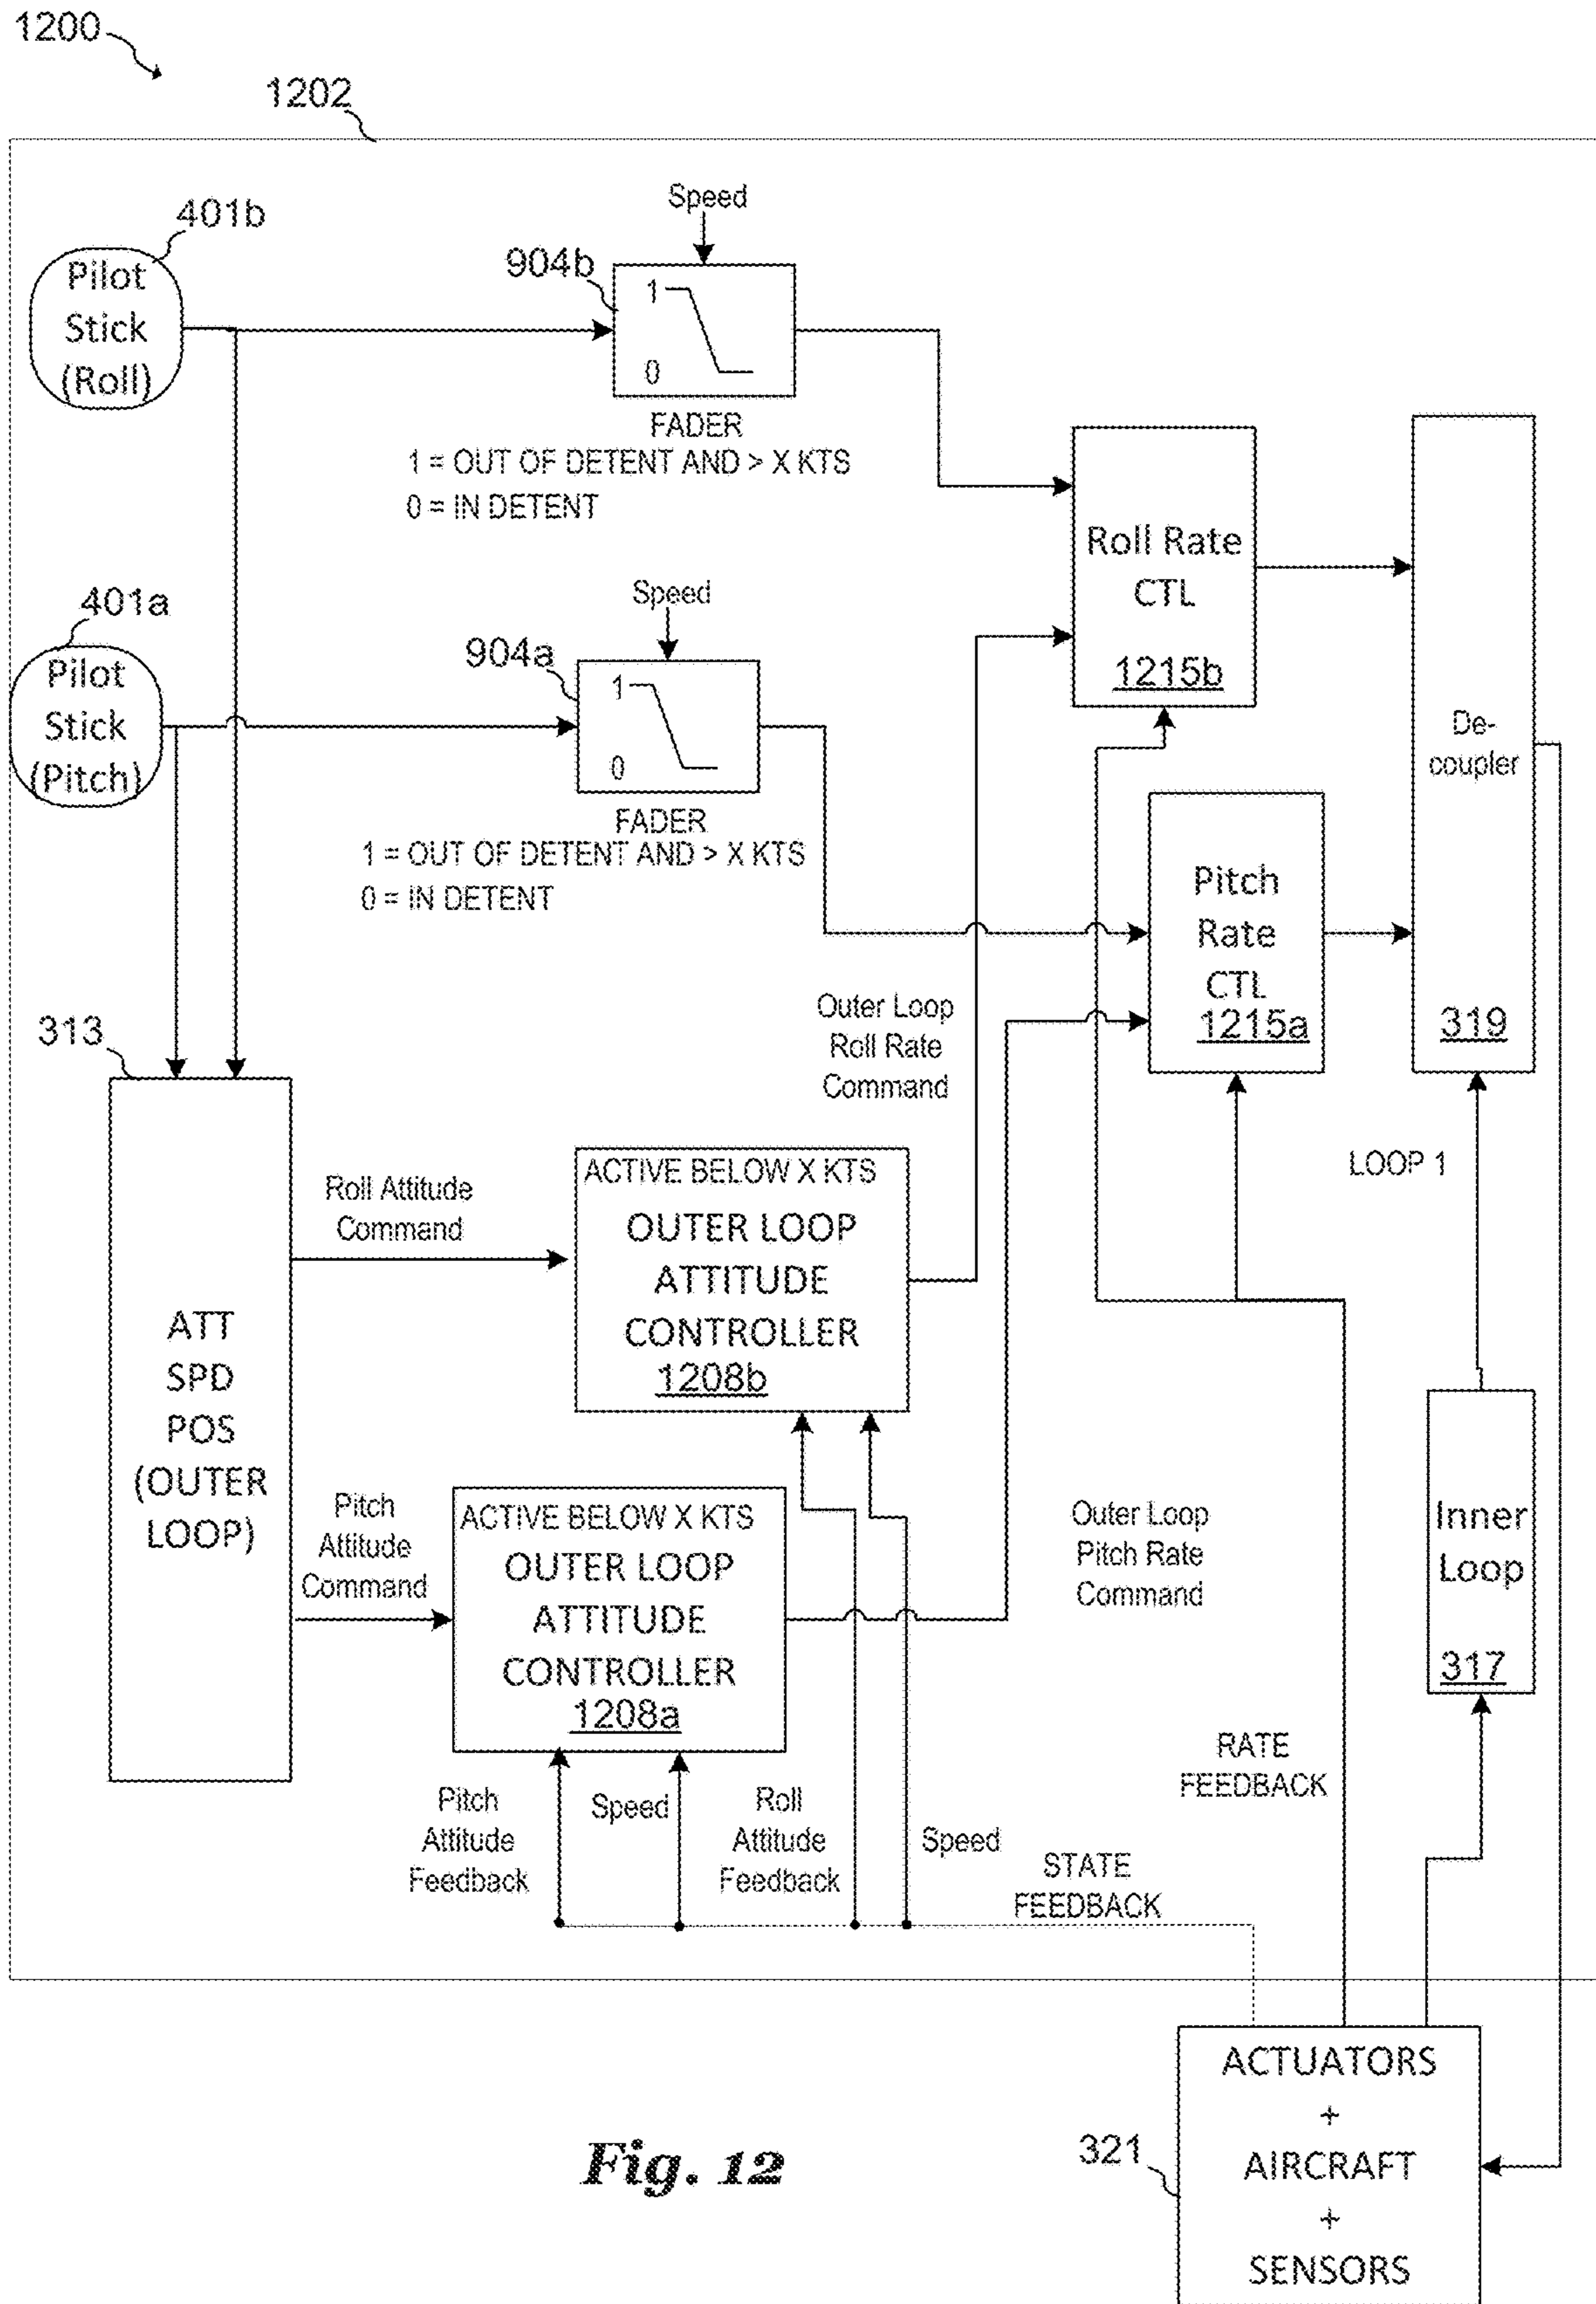 1200
1202
401b
Pilot
Stick
(Roll)
Speed
904b
1
0
FADER
1 = OUT OF DETENT AND > X KTS
0 = IN DETENT
401a
Pilot
Stick
(Pitch)
Speed
904a
1
0
FADER
1 = OUT OF DETENT AND > X KTS
0 = IN DETENT
Roll Rate
CTL
1215b
Pitch
Rate
CTL
1215a
De-
coupler
319
313
ATT
SPD
POS
(OUTER
LOOP)
Roll Attitude
Command
Pitch
Attitude
Command
Outer Loop
Roll Rate
Command
ACTIVE BELOW X KTS
OUTER LOOP
ATTITUDE
CONTROLLER
1208b
LOOP 1
ACTIVE BELOW X KTS
OUTER LOOP
ATTITUDE
CONTROLLER
1208a
Outer Loop
Pitch Rate
Command
Inner
Loop
317
Pitch
Attitude
Feedback
Speed
Roll
Attitude
Feedback
Speed
STATE
FEEDBACK
RATE
FEEDBACK
321
ACTUATORS
+
AIRCRAFT
+
SENSORS
Fig. 12